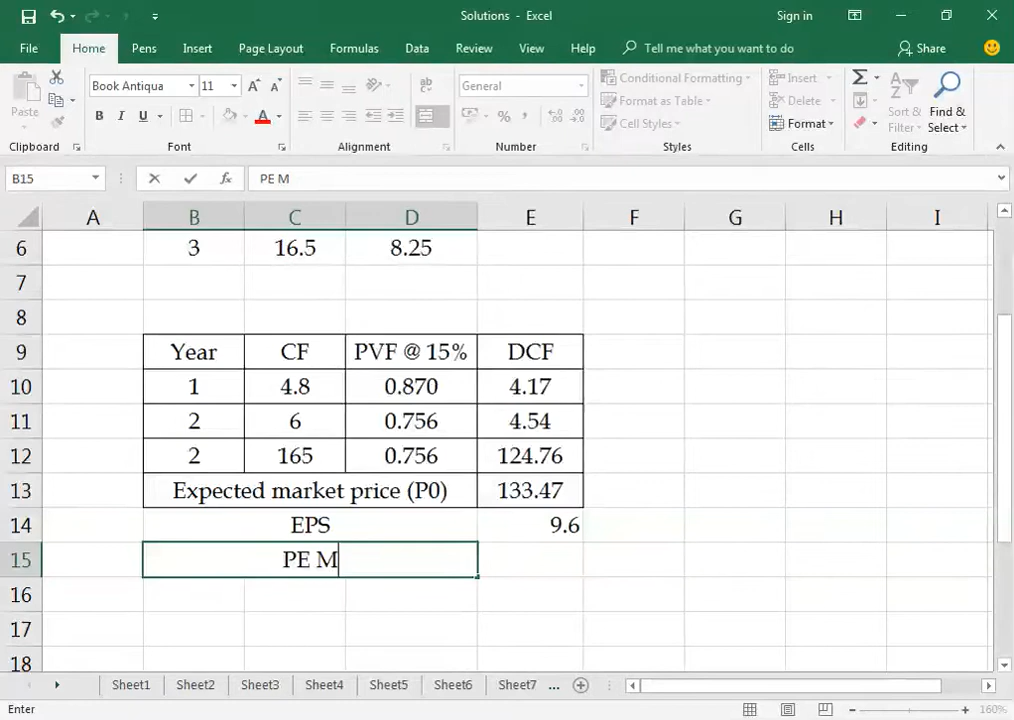 Solutions - Excel
Sign in
File Home Pens Insert Page Layout Formulas Data Review View Help Tell me what you want to do Share
Paste
Book Antiqua 11
General
Conditional Formatting
Format as Table
Cell Styles
Insert
Delete
Format
Sort & Filter
Find & Select
Clipboard Font Alignment Number Styles Cells Editing
B15 PE M
A B C D E F G H I
6 3 16.5 8.25
7
8
9 Year CF PVF @ 15% DCF
10 1 4.8 0.870 4.17
11 2 6 0.756 4.54
12 2 165 0.756 124.76
13 Expected market price (P0) 133.47
14 EPS 9.6
15 PE M
16
17
18
Sheet1 Sheet2 Sheet3 Sheet4 Sheet5 Sheet6 Sheet7 ...
Enter 160%